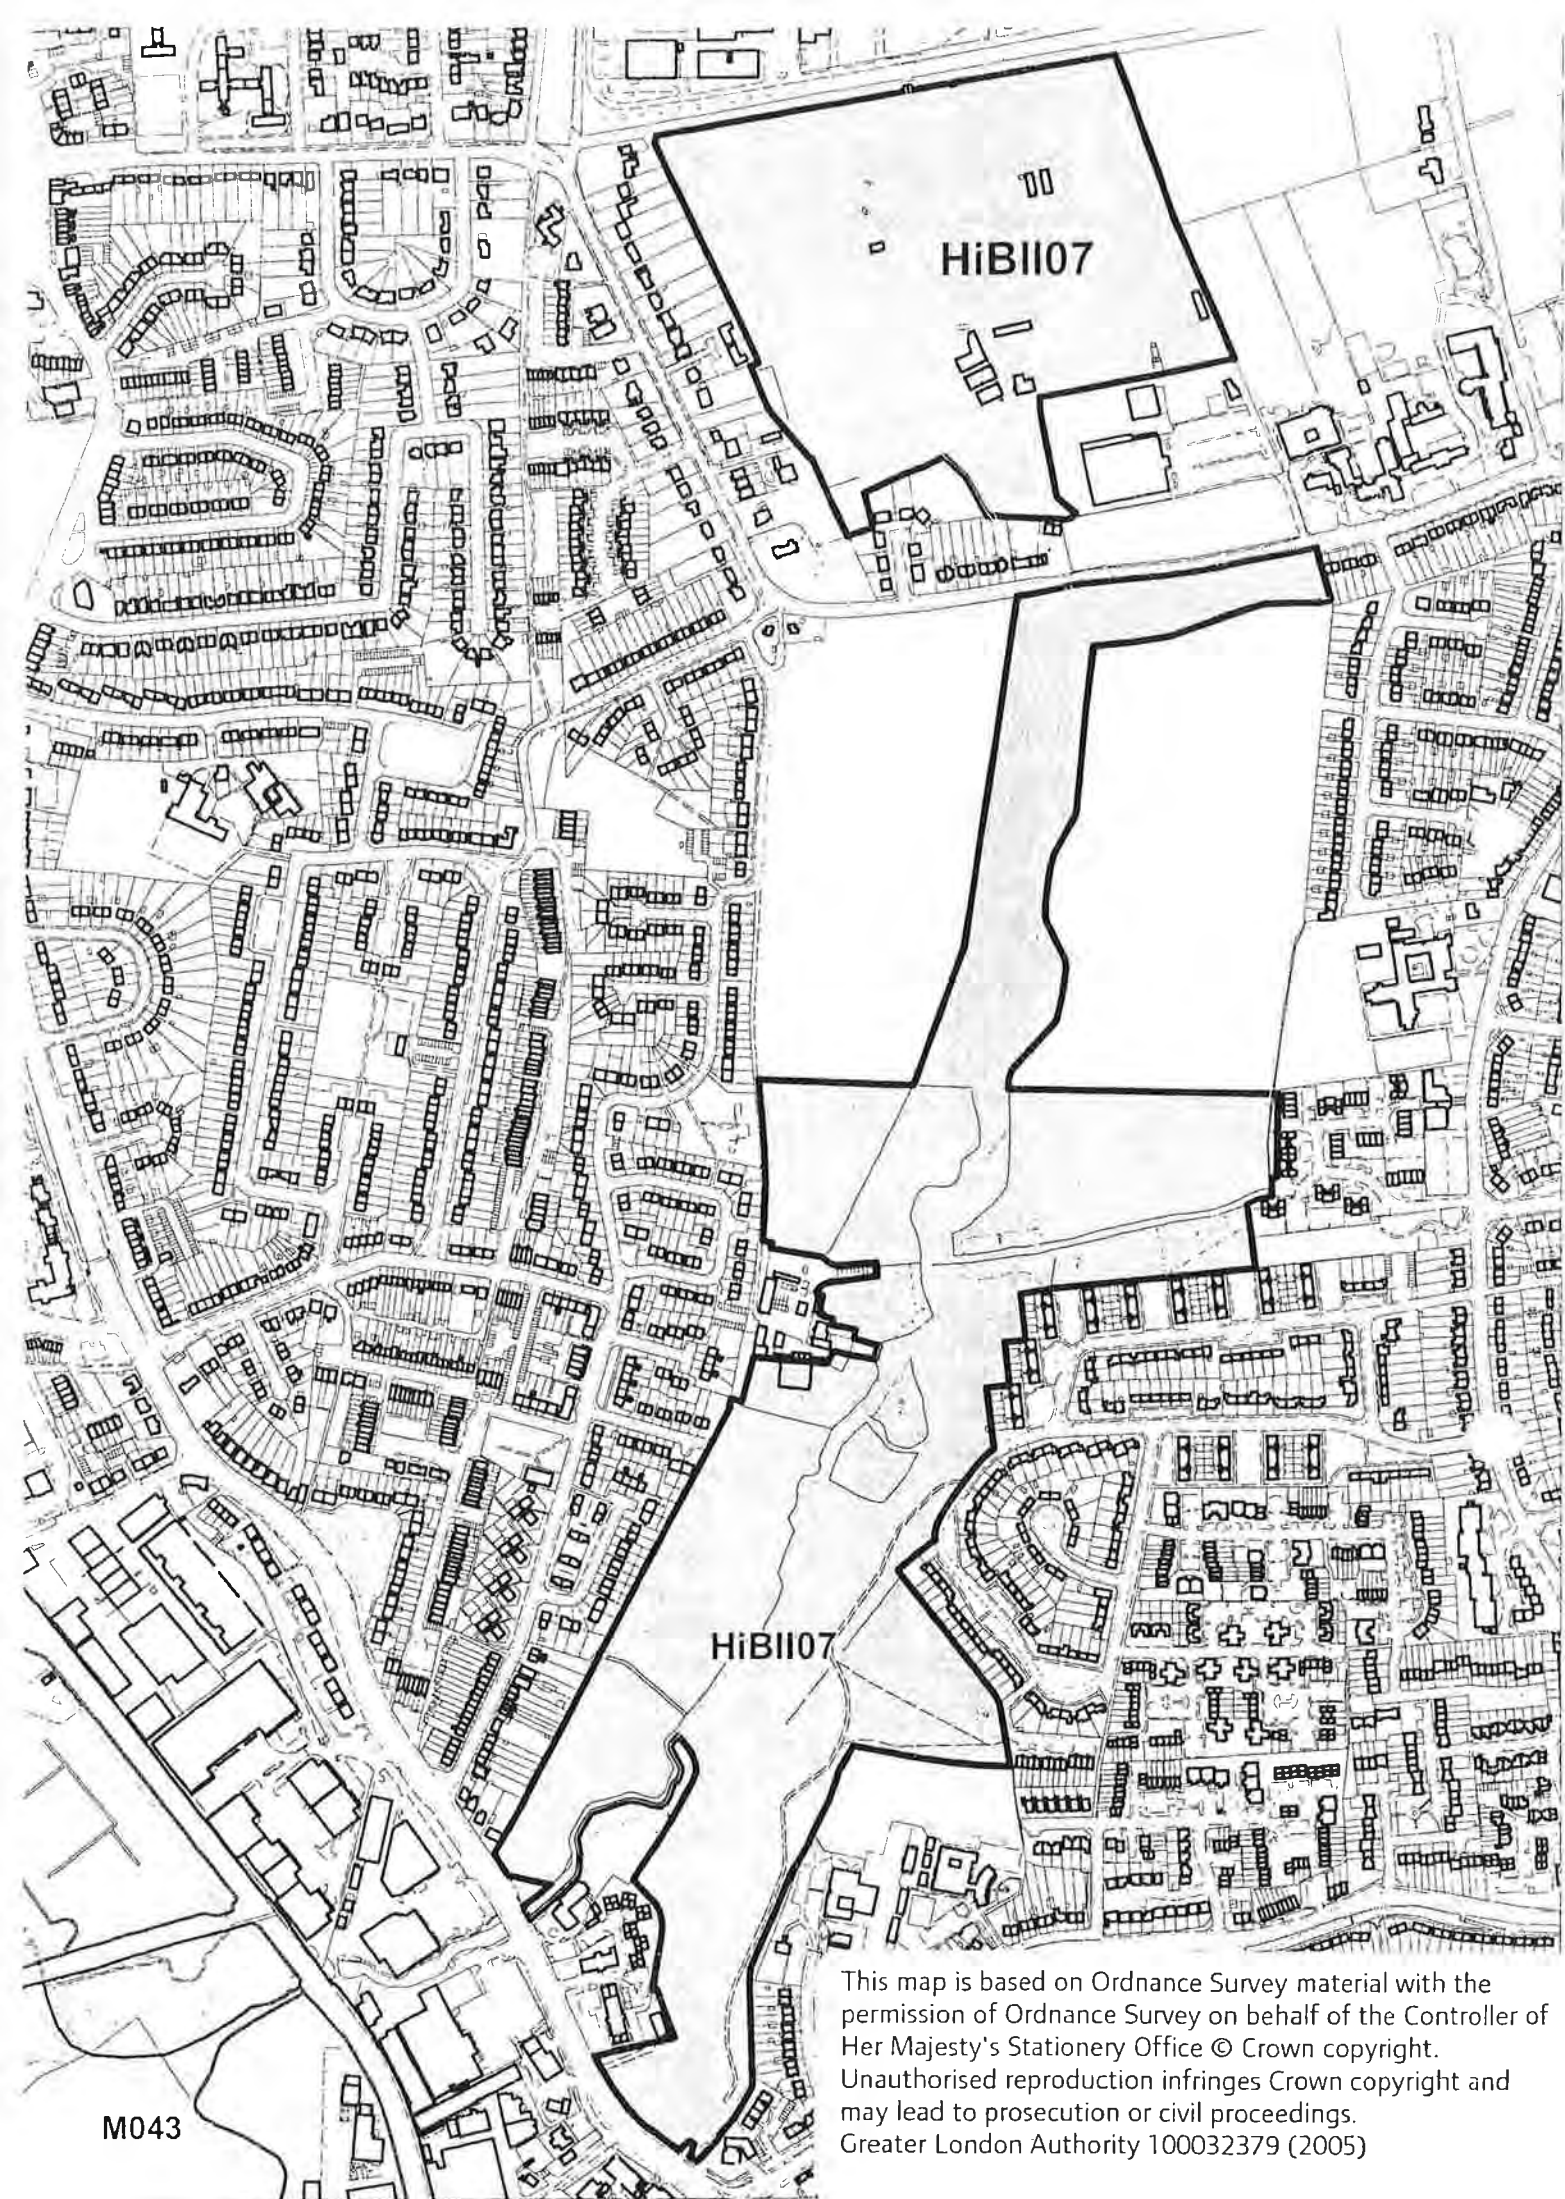 HiBII07
HiBII07
This map is based on Ordnance Survey material with the
permission of Ordnance Survey on behalf of the Controller of
Her Majesty's Stationery Office © Crown copyright.
Unauthorised reproduction infringes Crown copyright and
may lead to prosecution or civil proceedings.
Greater London Authority 100032379 (2005)
M043